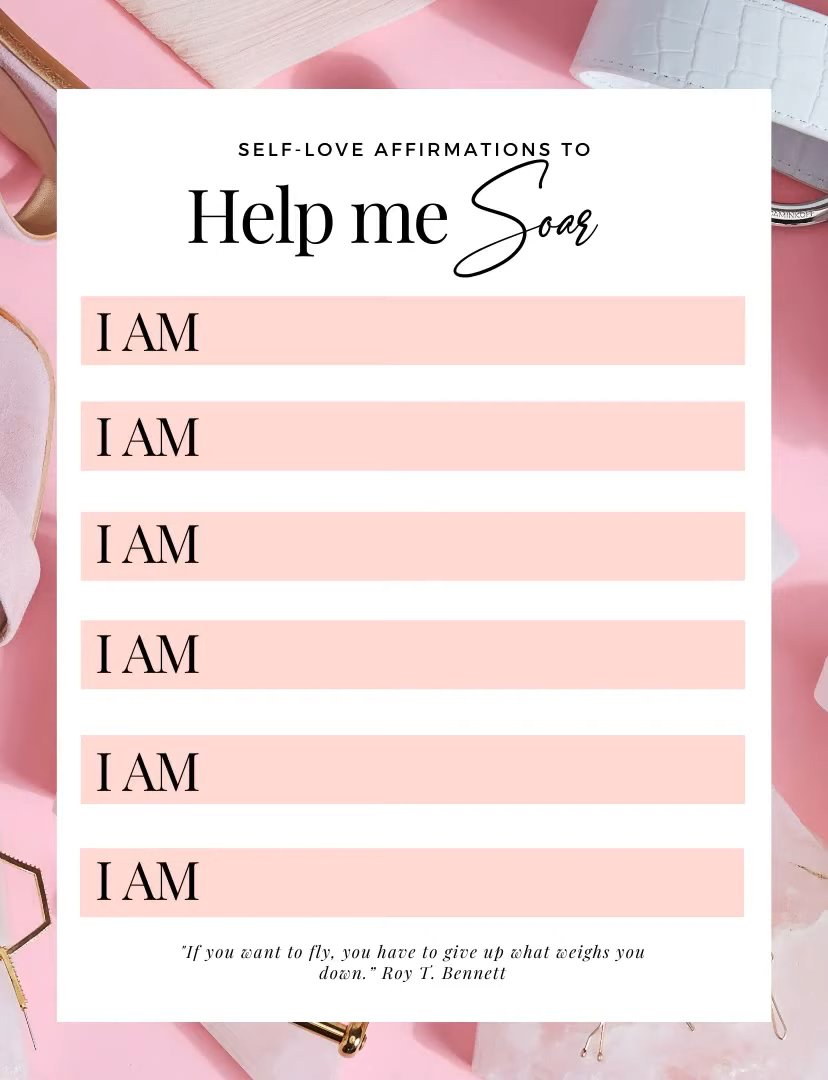 SELF-LOVE AFFIRMATIONS TO
Help me Soar
I AM
I AM
I AM
I AM
I AM
I AM
"If you want to fly, you have to give up what weighs you
down.” Roy T. Bennett